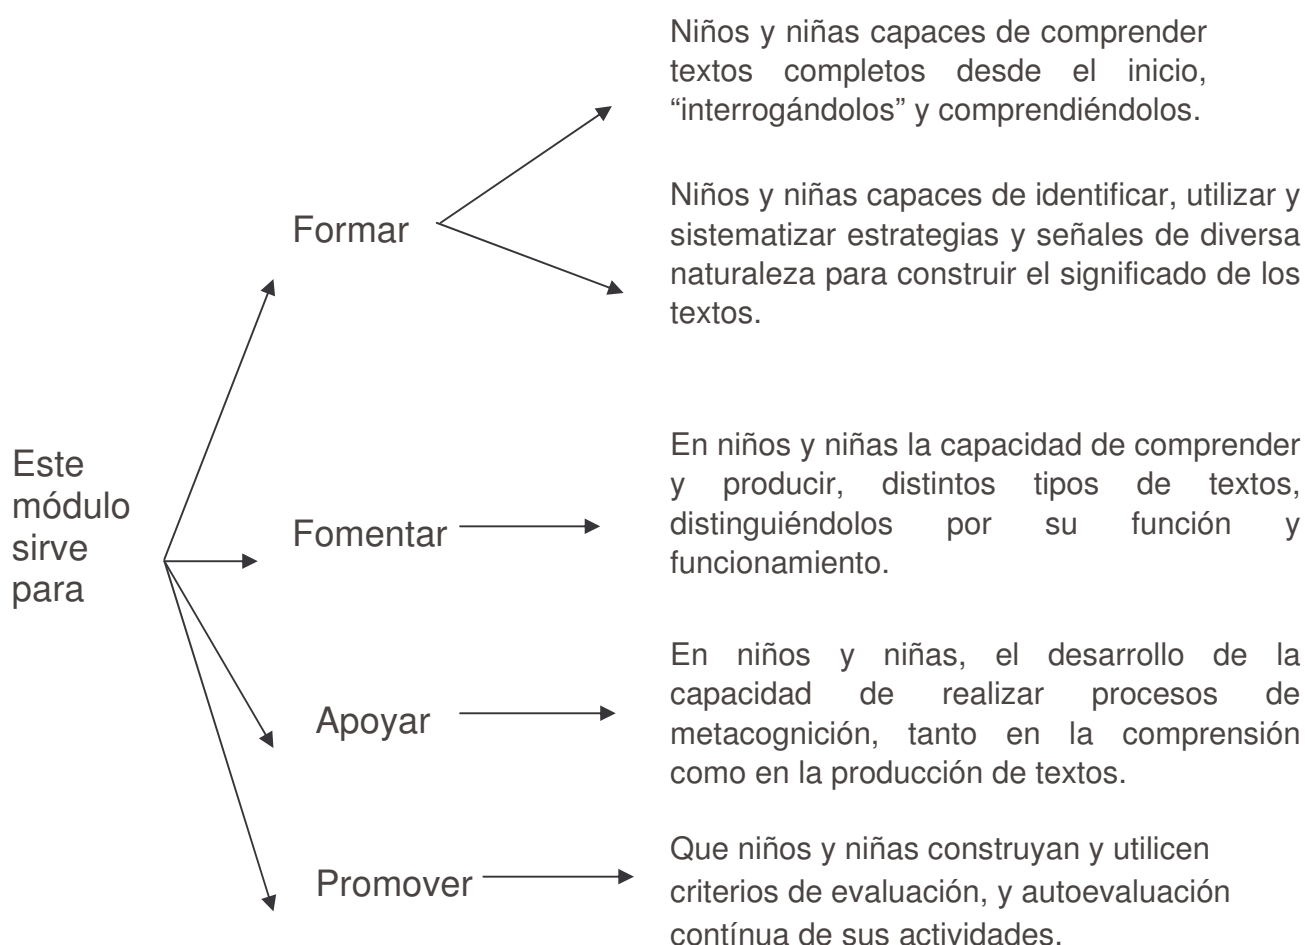 Niños y niñas capaces de comprender
textos completos desde el inicio,
“interrogándolos” y comprendiéndolos.
Formar
Niños y niñas capaces de identificar, utilizar y
sistematizar estrategias y señales de diversa
naturaleza para construir el significado de los
textos.
Este
módulo
sirve
para
Fomentar
En niños y niñas la capacidad de comprender
y producir, distintos tipos de textos,
distinguiéndolos por su función y
funcionamiento.
Apoyar
En niños y niñas, el desarrollo de la
capacidad de realizar procesos de
metacognición, tanto en la comprensión
como en la producción de textos.
Promover
Que niños y niñas construyan y utilicen
criterios de evaluación, y autoevaluación
contínua de sus actividades.